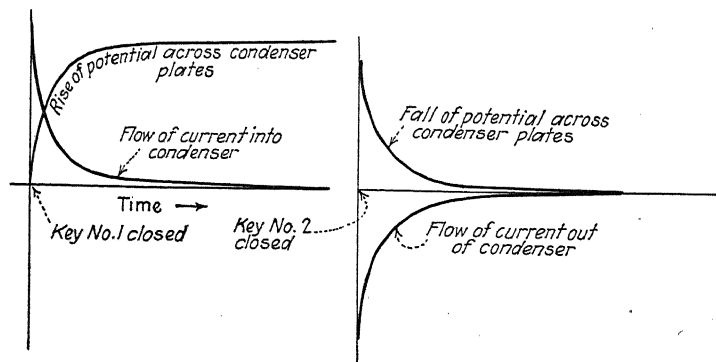 Rise of potential across condenser
plates
Flow of current into
condenser
Time
Key No.1 closed
Fall of potential across
condenser plates
Key No. 2
closed
Flow of current out
of condenser